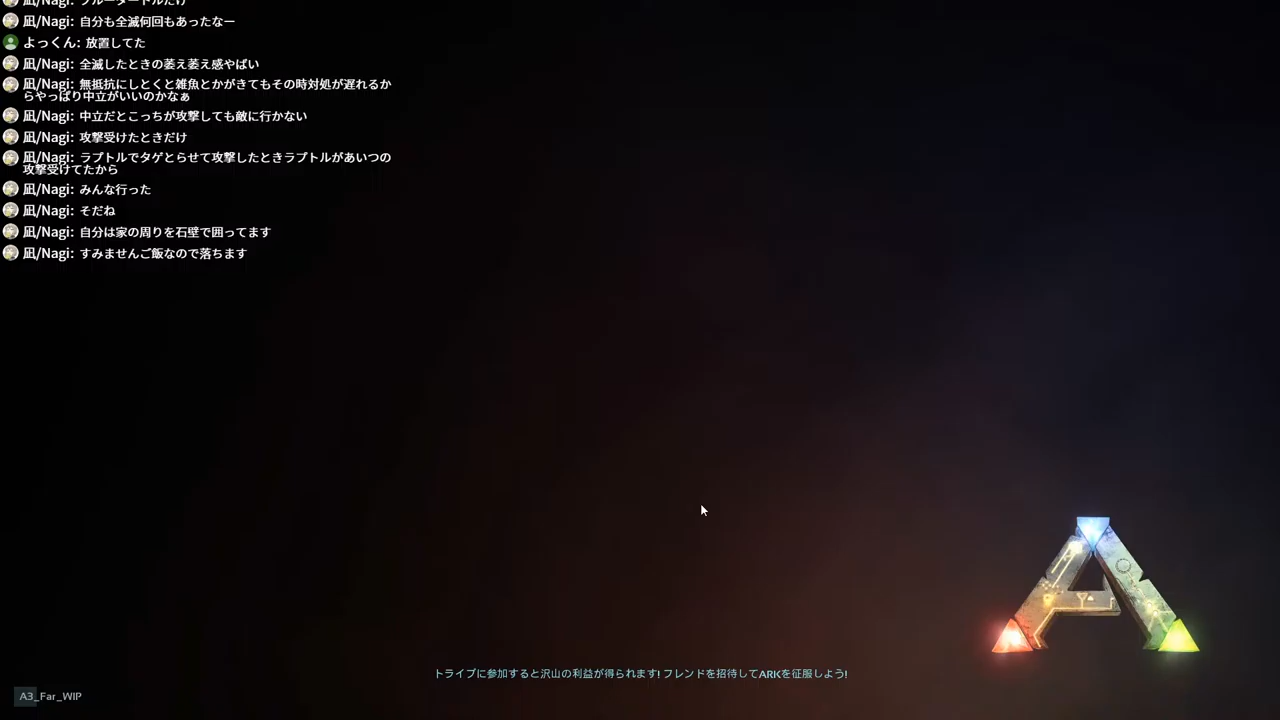 凪/Nagi: ブルータートルだけ
凪/Nagi: 自分も全滅何回もあったなー
よっくん: 放置してた
凪/Nagi: 全滅したときの萎え萎え感やばい
凪/Nagi: 無抵抗にしとくと雑魚とかがきてもその時対処が遅れるか
らやっぱり中立がいいのかなぁ
凪/Nagi: 中立だとこっちが攻撃しても敵に行かない
凪/Nagi: 攻撃受けたときだけ
凪/Nagi: ラプトルでタゲとらせて攻撃したときラプトルがあいつの
攻撃受けてたから
凪/Nagi: みんな行った
凪/Nagi: そだね
凪/Nagi: 自分は家の周りを石壁で囲ってます
凪/Nagi: すみませんご飯なので落ちます
トライブに参加すると沢山の利益が得られます! フレンドを招待してARKを征服しよう!
A3_Far_WIP